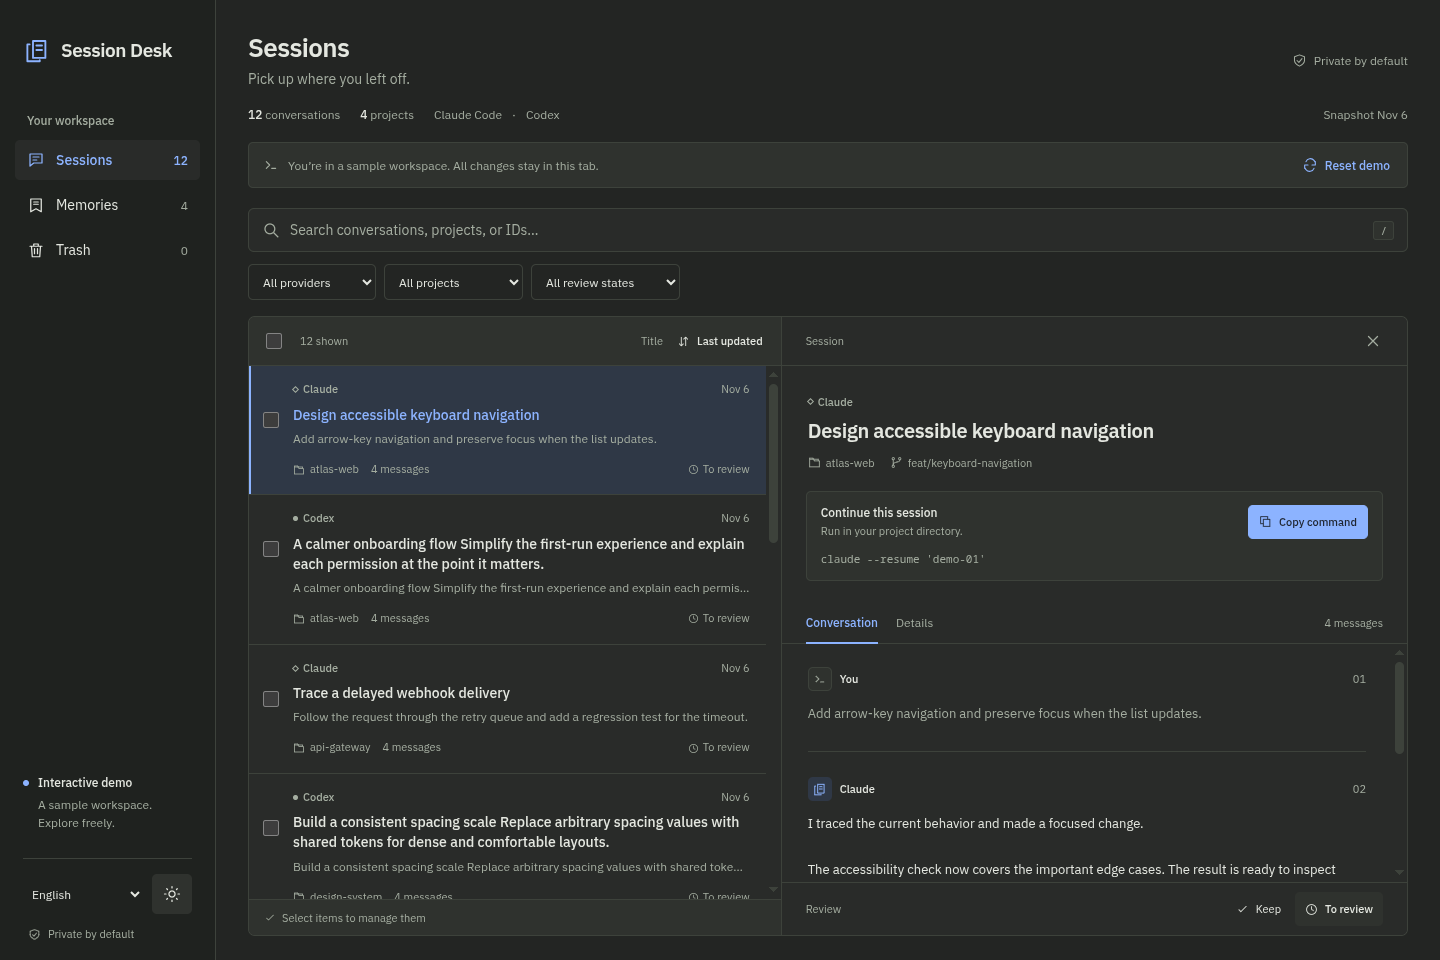 Session Desk
Your workspace
Sessions 12
Memories 4
Trash 0
Interactive demo
A sample workspace.
Explore freely.
English
Private by default
Sessions
Pick up where you left off.
Private by default
12 conversations 4 projects Claude Code · Codex
Snapshot Nov 6
You're in a sample workspace. All changes stay in this tab.
Reset demo
Search conversations, projects, or IDs...
/
All providers All projects All review states
12 shown Title Last updated
Claude Nov 6
Design accessible keyboard navigation
Add arrow-key navigation and preserve focus when the list updates.
atlas-web 4 messages To review
Codex Nov 6
A calmer onboarding flow Simplify the first-run experience and explain
each permission at the point it matters.
A calmer onboarding flow Simplify the first-run experience and explain each permis...
atlas-web 4 messages To review
Claude Nov 6
Trace a delayed webhook delivery
Follow the request through the retry queue and add a regression test for the timeout.
api-gateway 4 messages To review
Codex Nov 6
Build a consistent spacing scale Replace arbitrary spacing values with
shared tokens for dense and comfortable layouts.
Build a consistent spacing scale Replace arbitrary spacing values with shared toke...
design-system 4 messages To review
Select items to manage them
Session
Claude
Design accessible keyboard navigation
atlas-web feat/keyboard-navigation
Continue this session
Run in your project directory.
claude --resume 'demo-01'
Copy command
Conversation Details 4 messages
You 01
Add arrow-key navigation and preserve focus when the list updates.
Claude 02
I traced the current behavior and made a focused change.
The accessibility check now covers the important edge cases. The result is ready to inspect
Review Keep To review